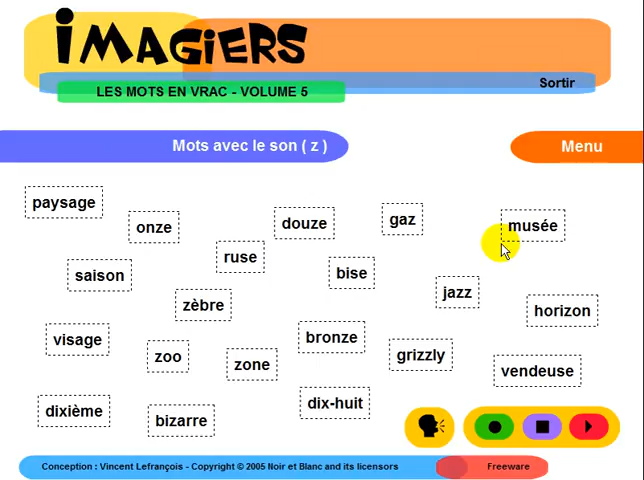 iMAGiERS
Sortir
LES MOTS EN VRAC - VOLUME 5
Mots avec le son ( z )
Menu
paysage
onze
douze
gaz
musée
ruse
saison
bise
jazz
zèbre
horizon
visage
bronze
zoo
zone
grizzly
vendeuse
dixième
bizarre
dix-huit
Conception : Vincent Lefrançois - Copyright © 2005 Noir et Blanc and its licensors
Freeware